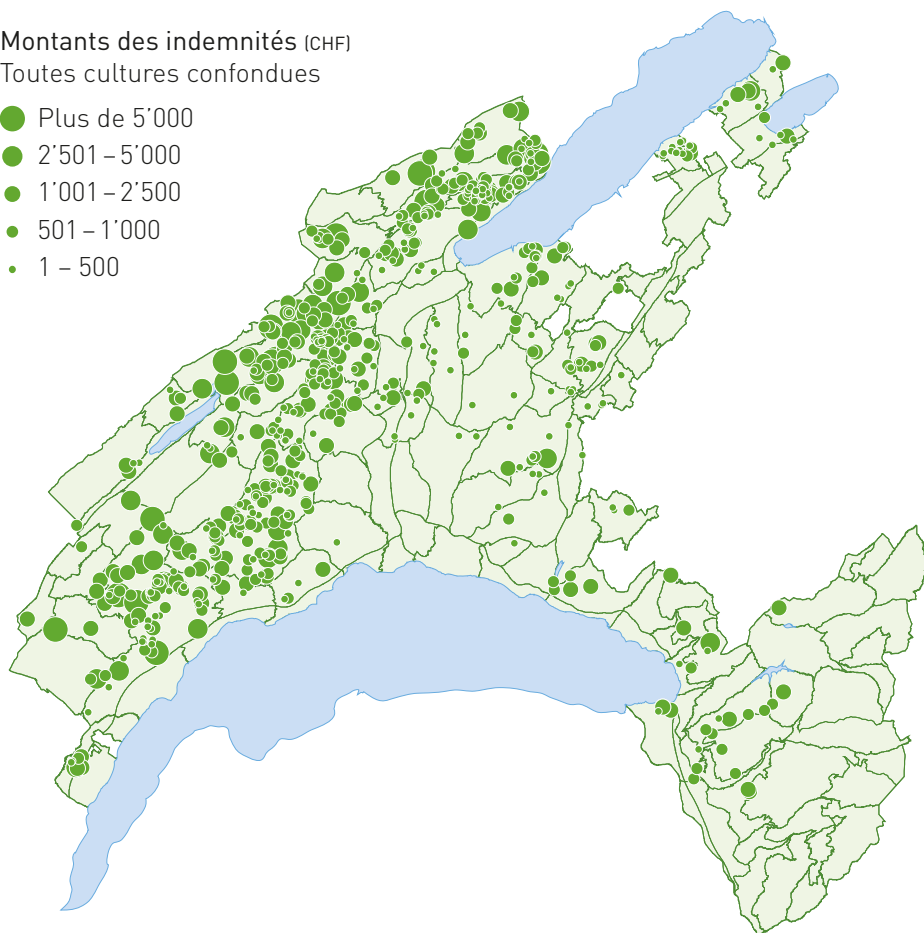 Montants des indemnités (CHF)
Toutes cultures confondues
Plus de 5'000
2'501 – 5'000
1'001 – 2'500
501 – 1'000
1 – 500